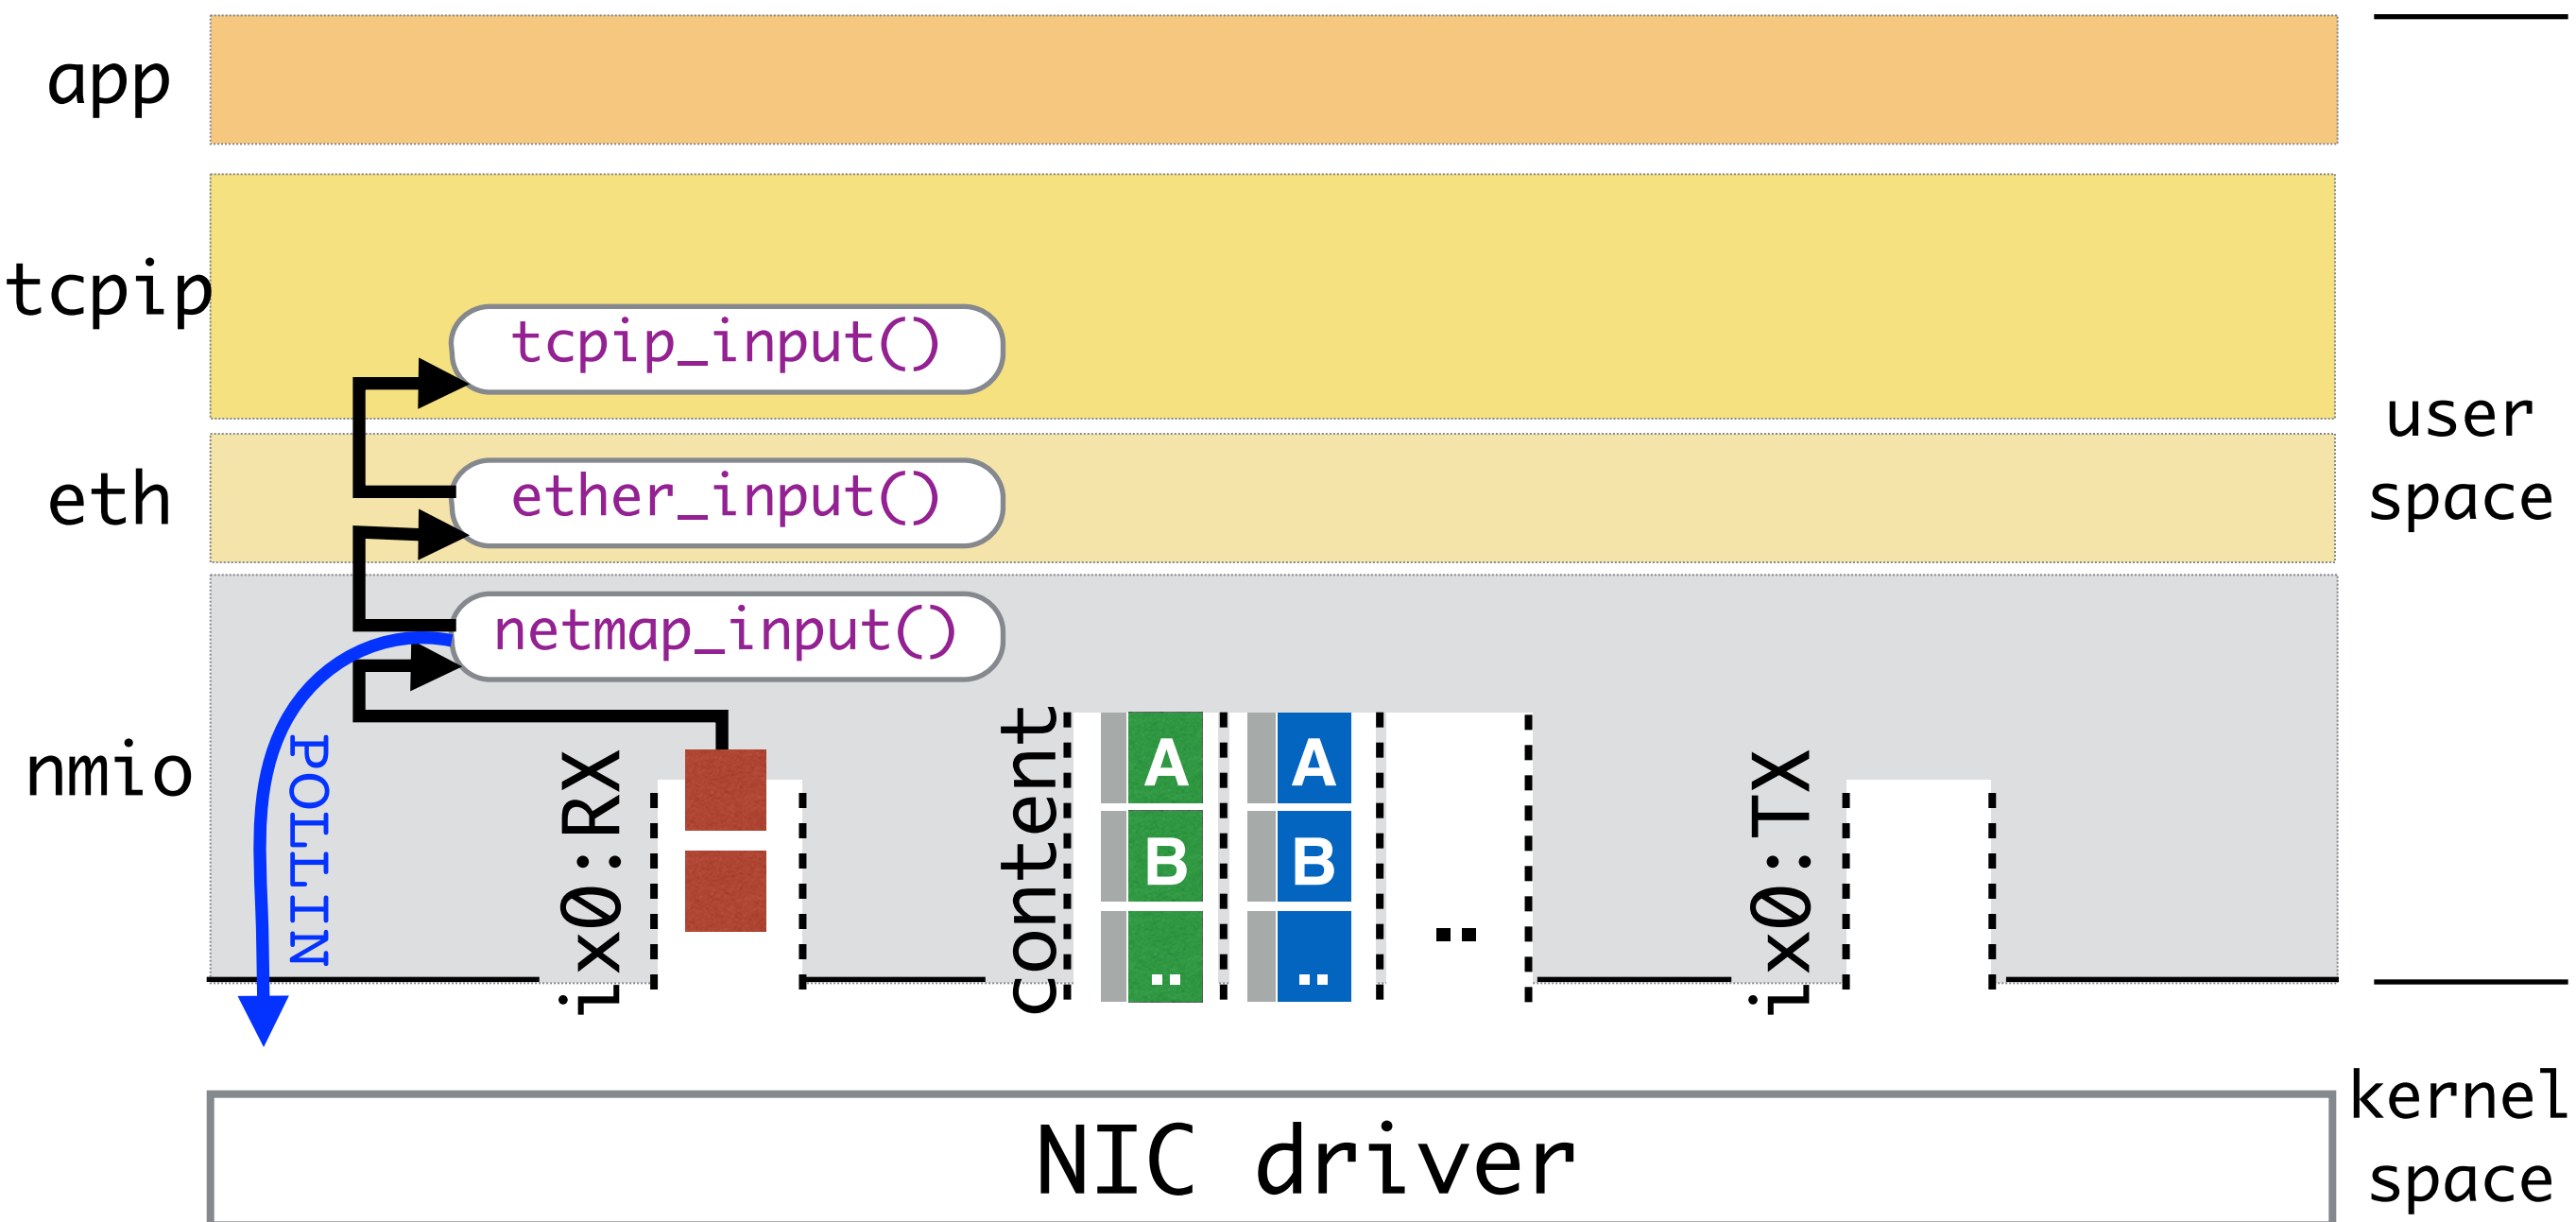 app
tcpip
tcpip_input()
user
space
eth
ether_input()
netmap_input()
nmio
POLLIN
ix0:RX
content
A
A
B
B
..
..
..
ix0:TX
kernel
space
NIC driver